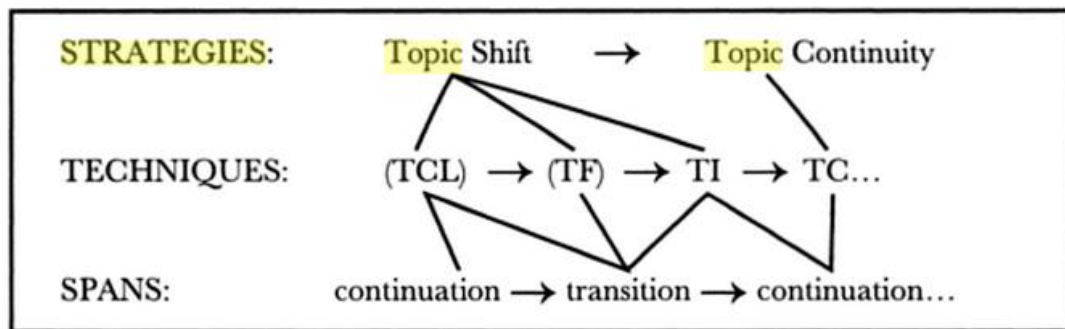 STRATEGIES: Topic Shift → Topic Continuity
TECHNIQUES: (TCL) → (TF) → TI → TC…
SPANS: continuation → transition → continuation…